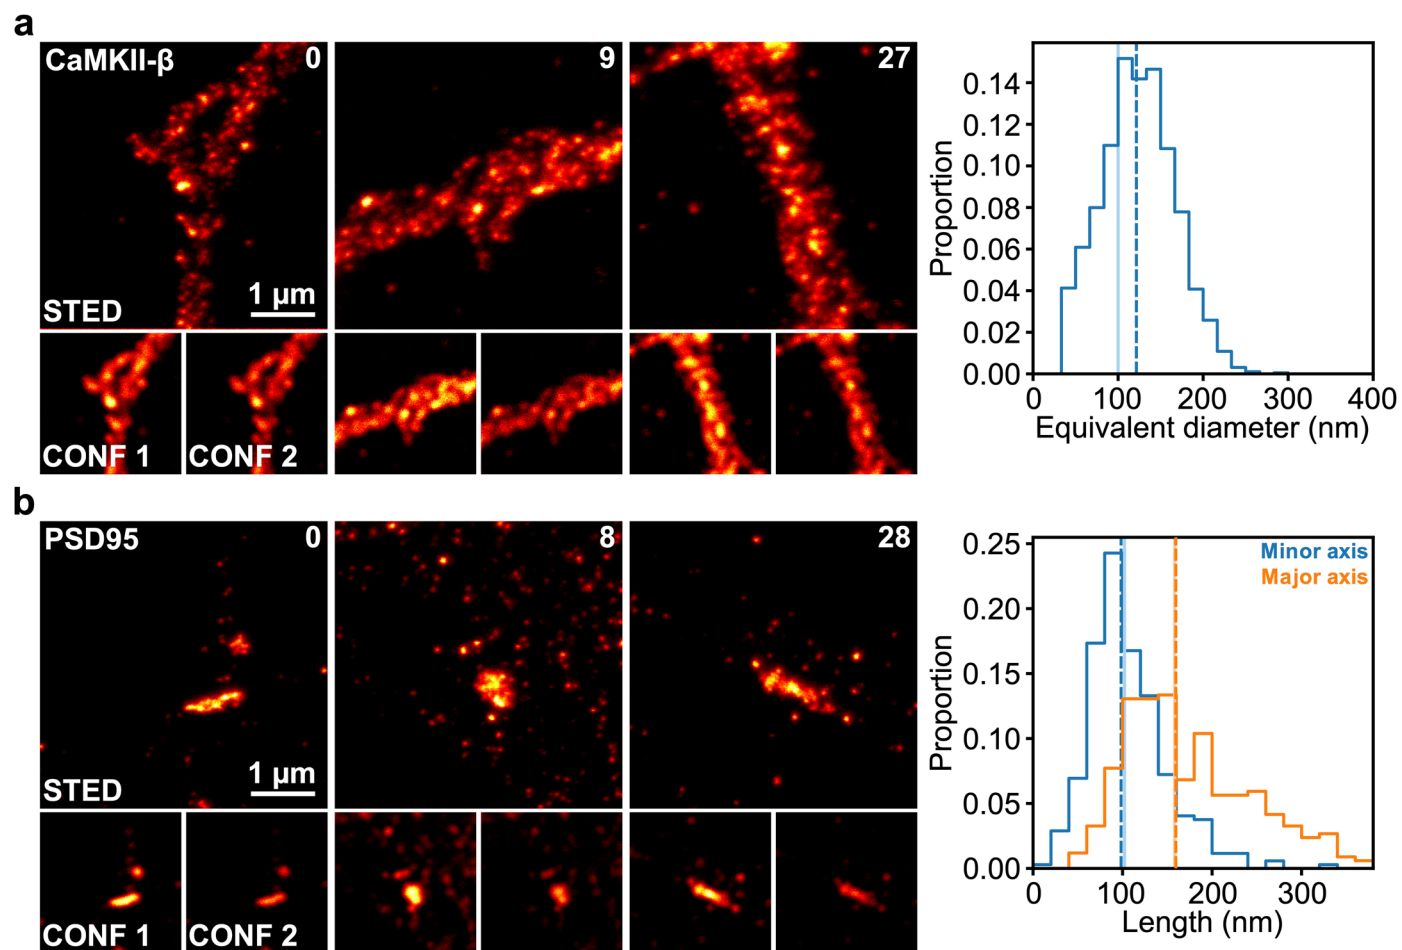 a
CaMKII-β 0
9
27
STED
1 µm
CONF 1
CONF 2
Proportion
0.14
0.12
0.10
0.08
0.06
0.04
0.02
0.00
0 100 200 300 400
Equivalent diameter (nm)
b
PSD95 0
8
28
STED
1 µm
CONF 1
CONF 2
Proportion
0.25
0.20
0.15
0.10
0.05
0.00
Minor axis
Major axis
0 100 200 300
Length (nm)